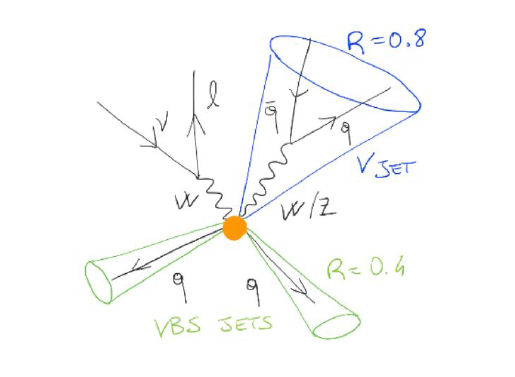 R=0.8
ν
l
q̄
q
V JET
W
W/Z
R=0.4
q
q
VBS JETS